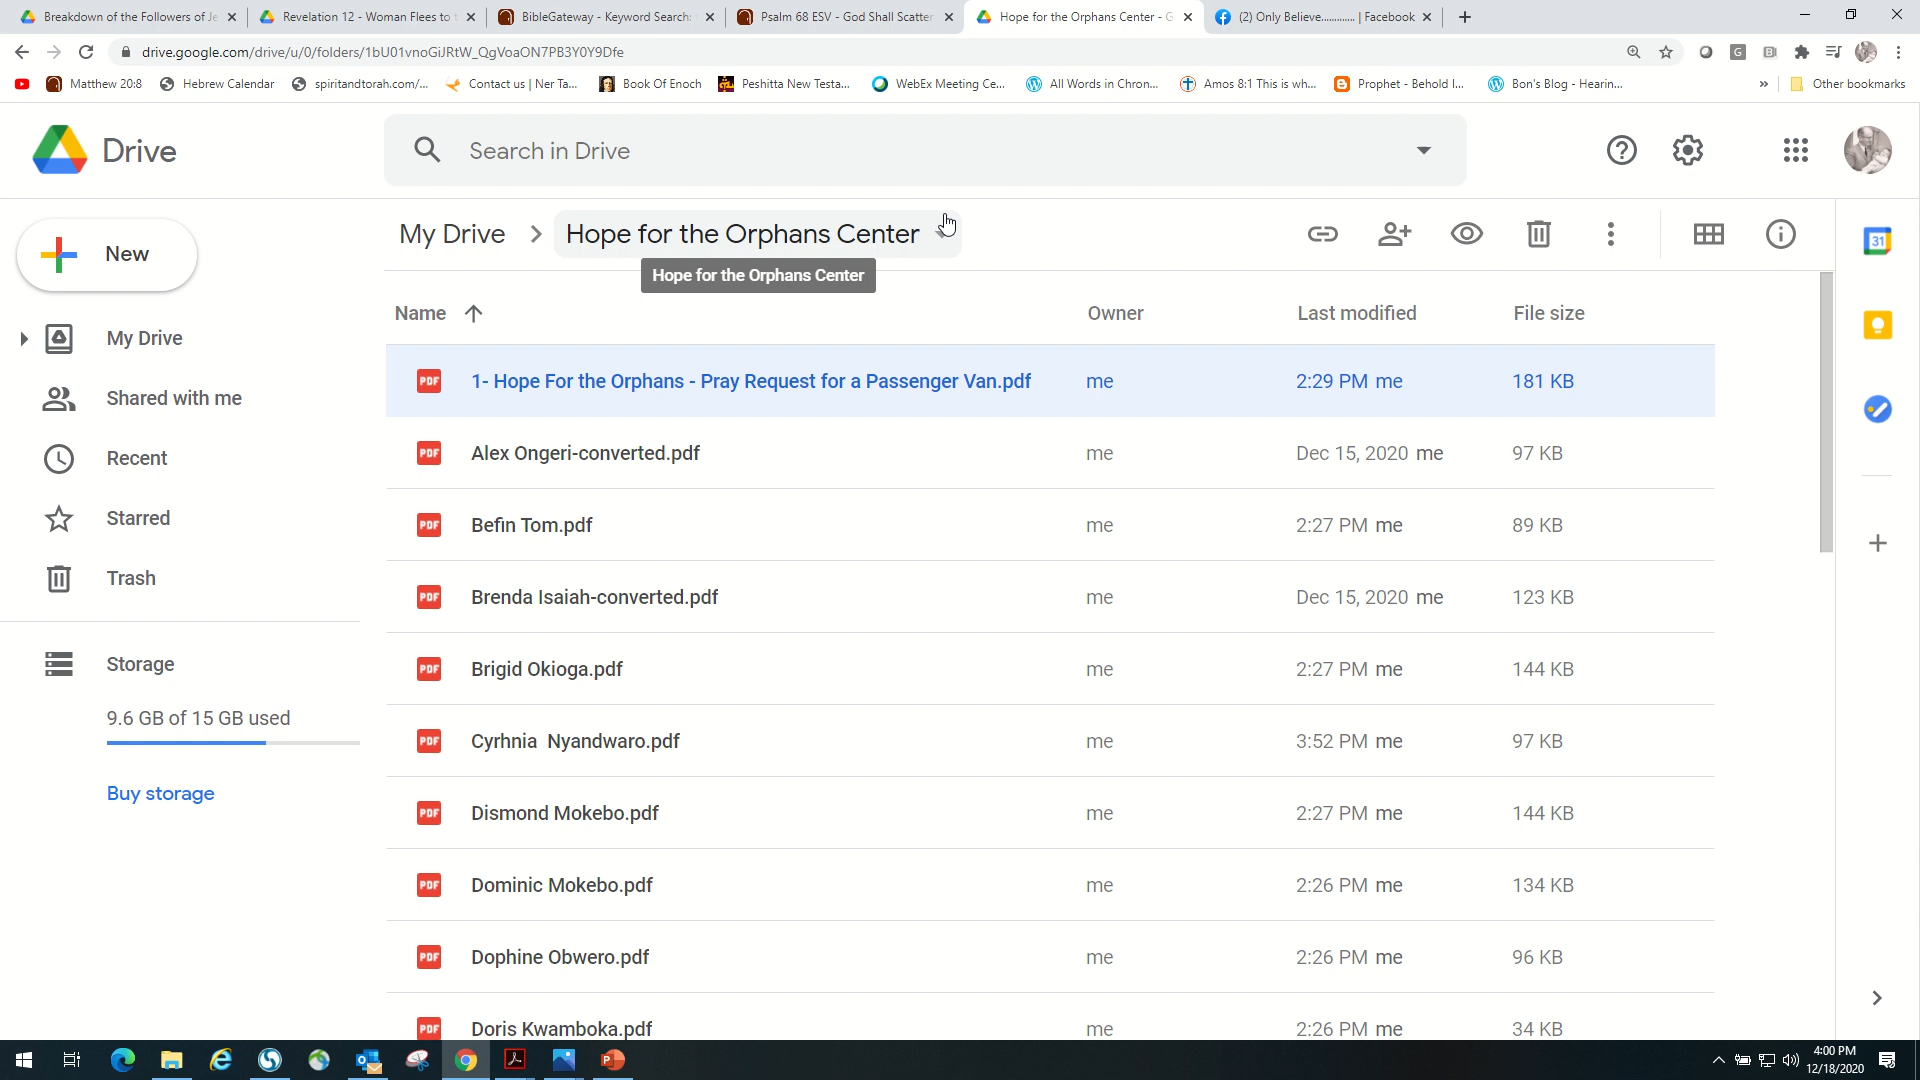 Breakdown of the Followers of Je
Revelation 12 - Woman Flees to t
BibleGateway - Keyword Search:
Psalm 68 ESV - God Shall Scatter
Hope for the Orphans Center - G
(2) Only Believe............. | Facebook
drive.google.com/drive/u/0/folders/1bU01vnoGiJRtW_QgVoaON7PB3Y0Y9Dfe
Matthew 20:8
Hebrew Calendar
spiritandtorah.com/...
Contact us | Ner Ta...
Book Of Enoch
Peshitta New Testa...
WebEx Meeting Ce...
All Words in Chron...
Amos 8:1 This is wh...
Prophet - Behold I...
Bon's Blog - Hearin...
»
Other bookmarks
Drive
Search in Drive
New
My Drive
Shared with me
Recent
Starred
Trash
Storage
9.6 GB of 15 GB used
Buy storage
My Drive > Hope for the Orphans Center
Hope for the Orphans Center
Name Owner Last modified File size
PDF 1- Hope For the Orphans - Pray Request for a Passenger Van.pdf me 2:29 PM me 181 KB
PDF Alex Ongeri-converted.pdf me Dec 15, 2020 me 97 KB
PDF Befin Tom.pdf me 2:27 PM me 89 KB
PDF Brenda Isaiah-converted.pdf me Dec 15, 2020 me 123 KB
PDF Brigid Okioga.pdf me 2:27 PM me 144 KB
PDF Cyrhnia Nyandwaro.pdf me 3:52 PM me 97 KB
PDF Dismond Mokebo.pdf me 2:27 PM me 144 KB
PDF Dominic Mokebo.pdf me 2:26 PM me 134 KB
PDF Dophine Obwero.pdf me 2:26 PM me 96 KB
PDF Doris Kwamboka.pdf me 2:26 PM me 34 KB
31
4:00 PM
12/18/2020